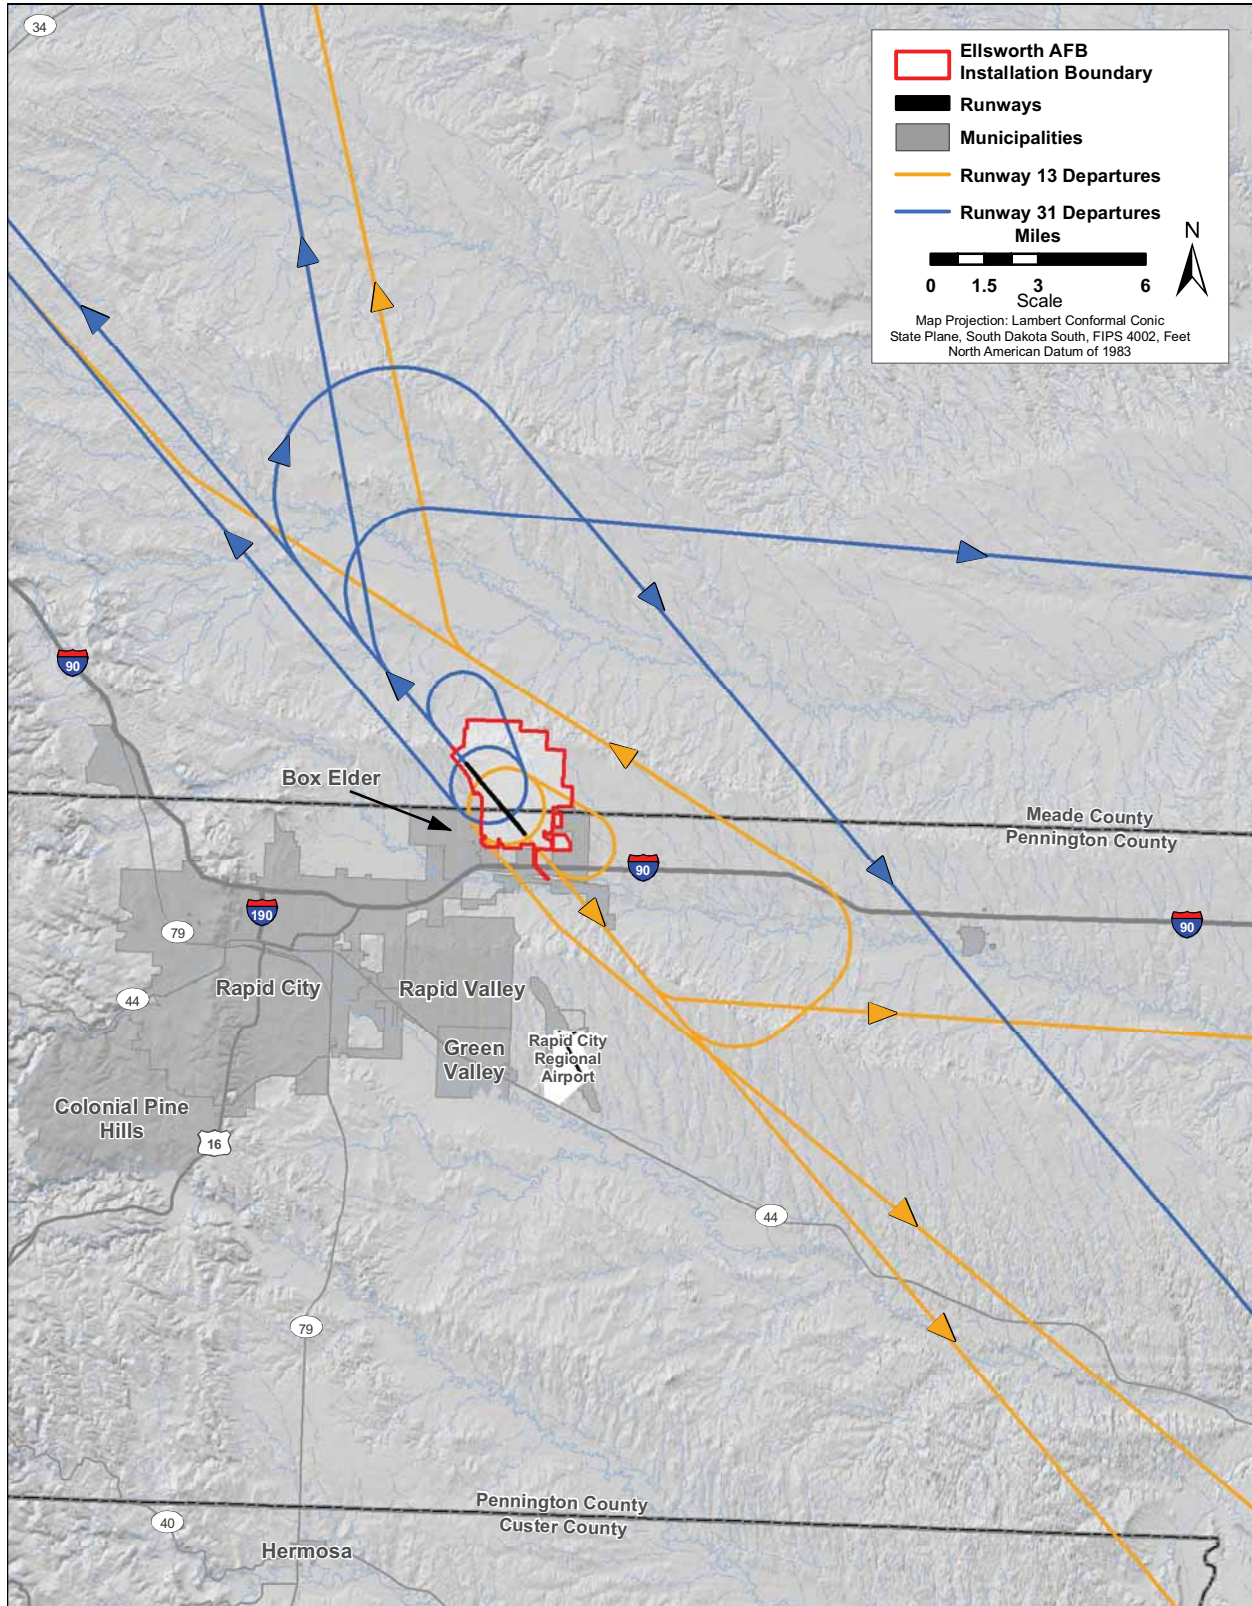 34
Ellsworth AFB
Installation Boundary
Runways
Municipalities
Runway 13 Departures
Runway 31 Departures
Miles
N
0 1.5 3 6
Scale
Map Projection: Lambert Conformal Conic
State Plane, South Dakota South, FIPS 4002, Feet
North American Datum of 1983
90
Box Elder
Meade County
Pennington County
90
190
90
79
44
Rapid City
Rapid Valley
Green
Valley
Rapid City
Regional
Airport
Colonial Pine
Hills
16
44
79
Pennington County
Custer County
40
Hermosa